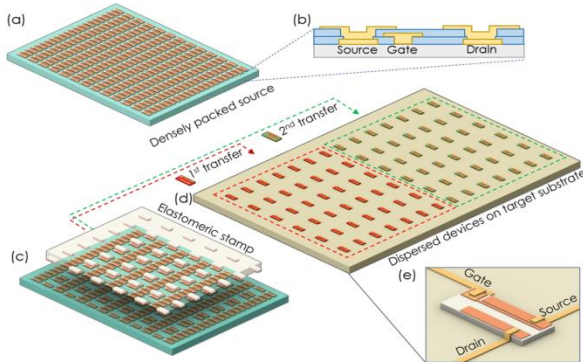 (a)
(b)
Source Gate Drain
Densely packed source
2nd transfer
1st transfer
(d)
Elastomeric stamp
Dispersed devices on target substrate
(c)
(e)
Gate
Source
Drain